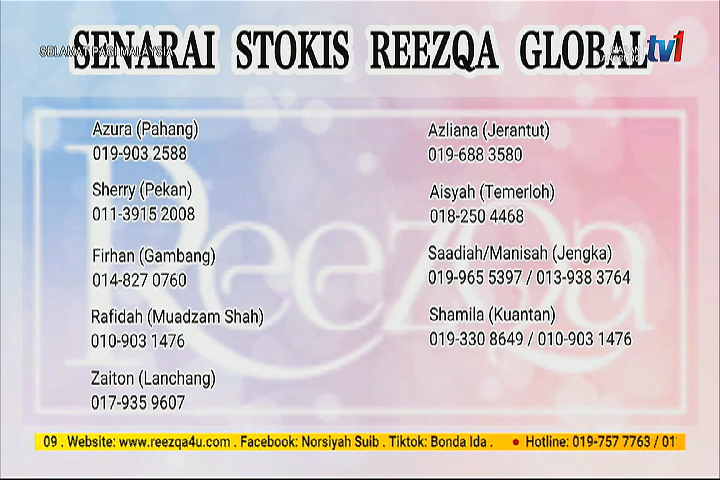 SENARAI STOKIS REEZQA GLOBAL
SELAMAT PAGI MALAYSIA
tv1
Azura (Pahang)
019-903 2588
Sherry (Pekan)
011-3915 2008
Firhan (Gambang)
014-827 0760
Rafidah (Muadzam Shah)
010-903 1476
Zaiton (Lanchang)
017-935 9607
Azliana (Jerantut)
019-688 3580
Aisyah (Temerloh)
018-250 4468
Saadiah/Manisah (Jengka)
019-965 5397 / 013-938 3764
Shamila (Kuantan)
019-330 8649 / 010-903 1476
Reezqa
09 . Website: www.reezqa4u.com . Facebook: Norsiyah Suib . Tiktok: Bonda Ida . • Hotline: 019-757 7763 / 01